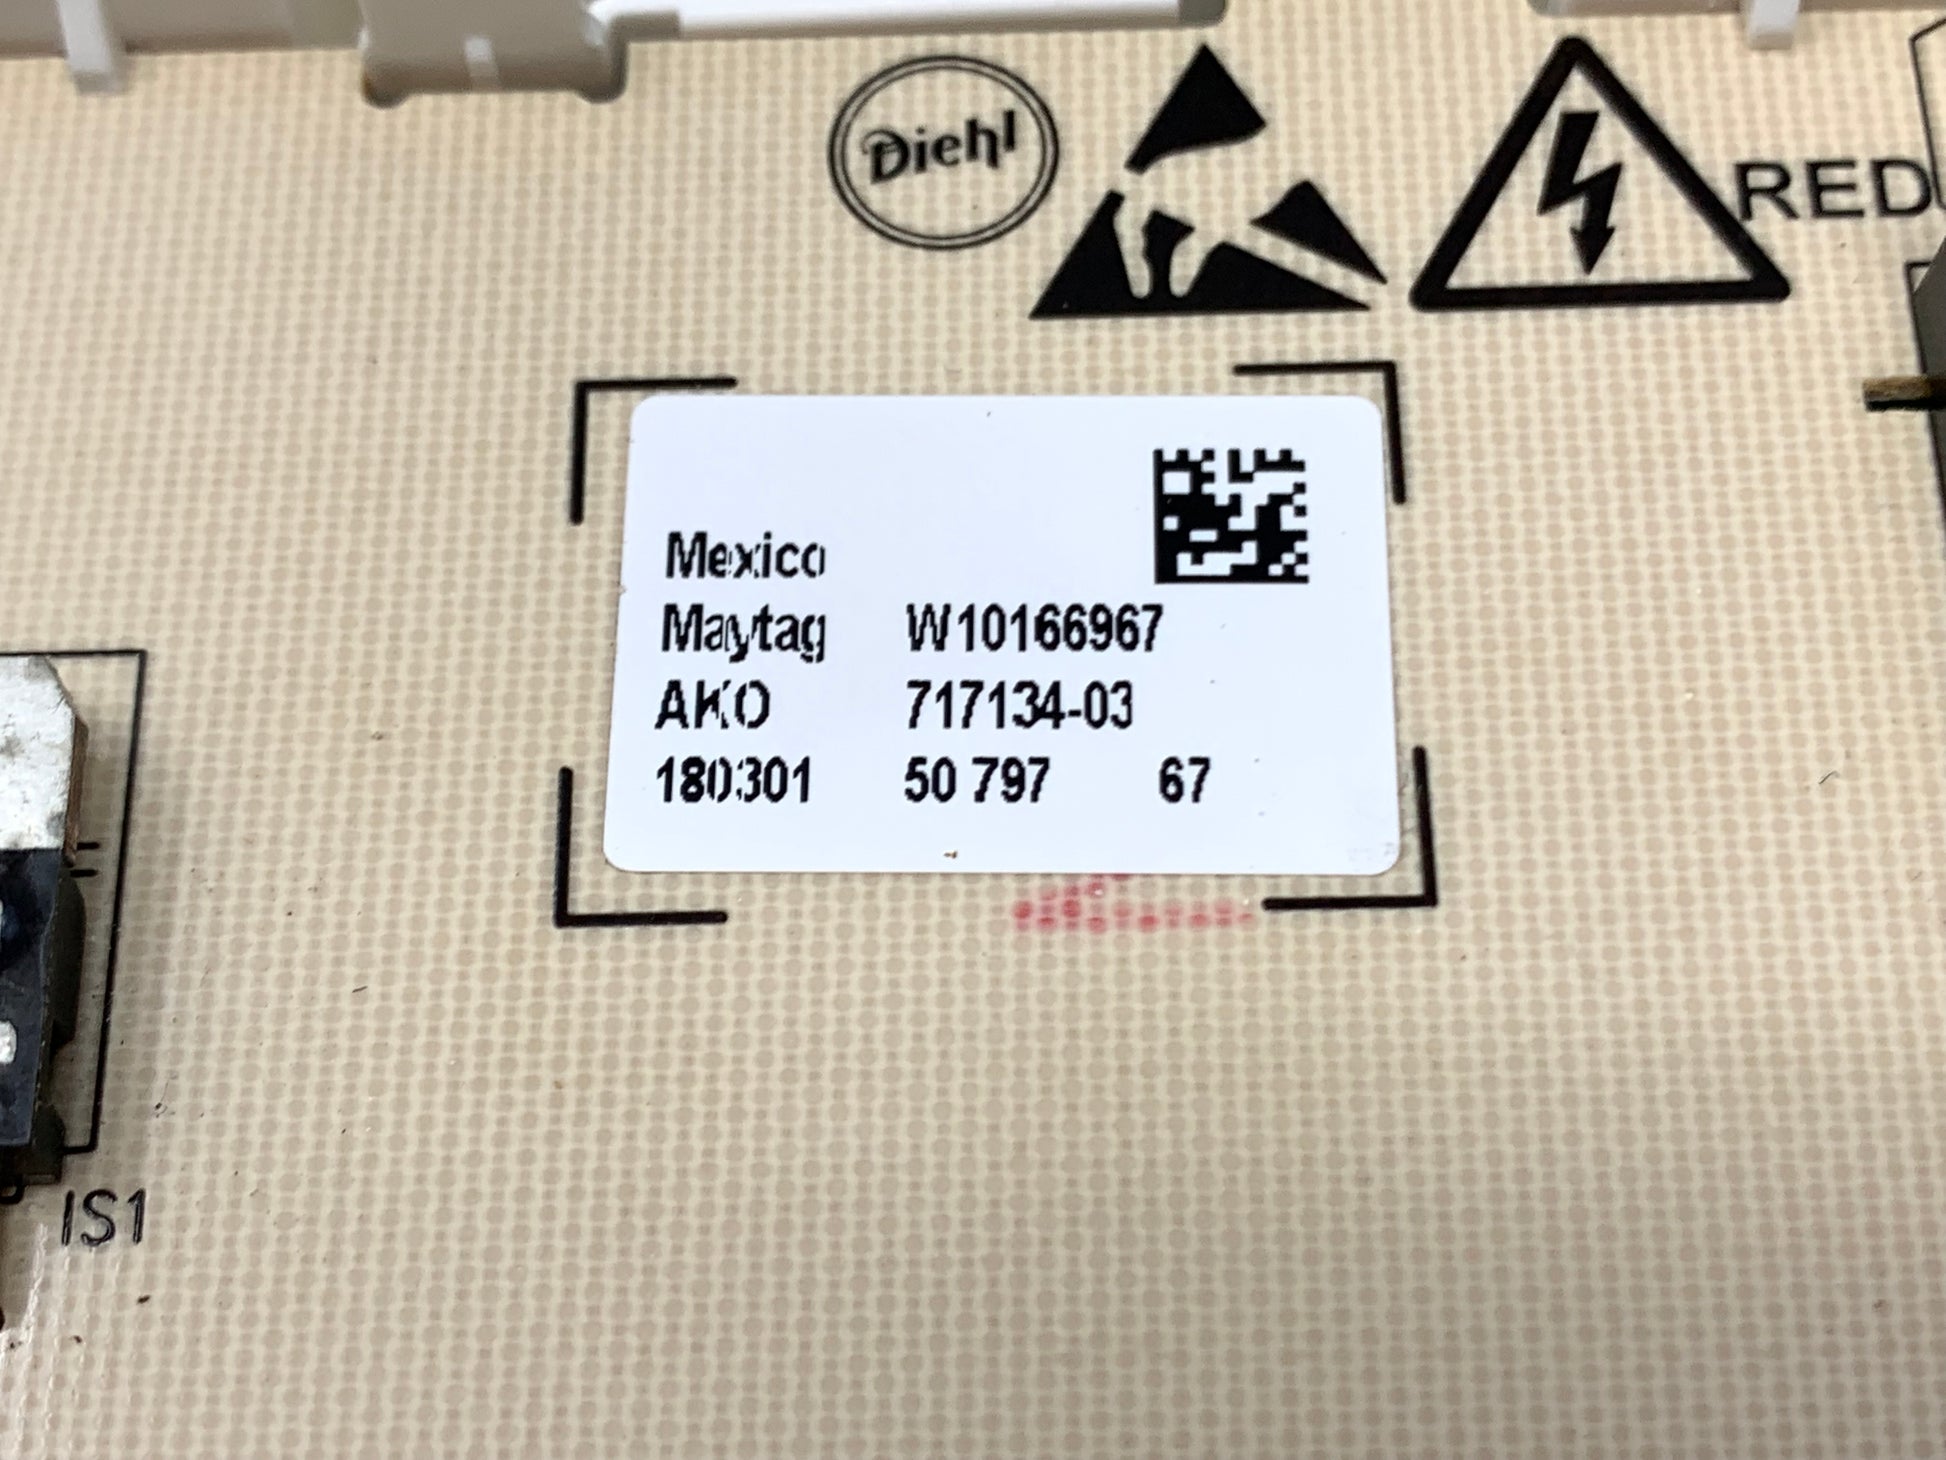 Diehl
RED
Mexico
Maytag W10166967
AKO 717134-03
180301 50 797 67
IS1